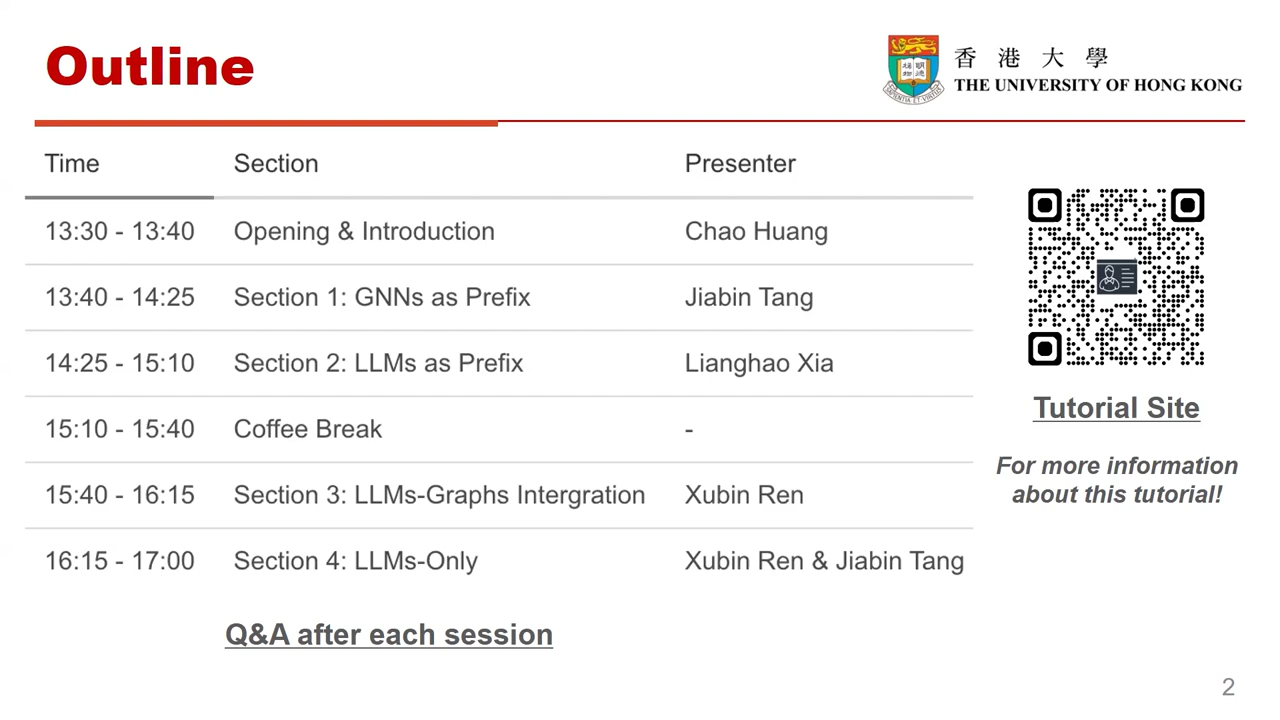 Outline
香港大學
THE UNIVERSITY OF HONG KONG
Time Section Presenter
13:30 - 13:40 Opening & Introduction Chao Huang
13:40 - 14:25 Section 1: GNNs as Prefix Jiabin Tang
14:25 - 15:10 Section 2: LLMs as Prefix Lianghao Xia
15:10 - 15:40 Coffee Break -
15:40 - 16:15 Section 3: LLMs-Graphs Intergration Xubin Ren
16:15 - 17:00 Section 4: LLMs-Only Xubin Ren & Jiabin Tang
Tutorial Site
For more information
about this tutorial!
Q&A after each session
2